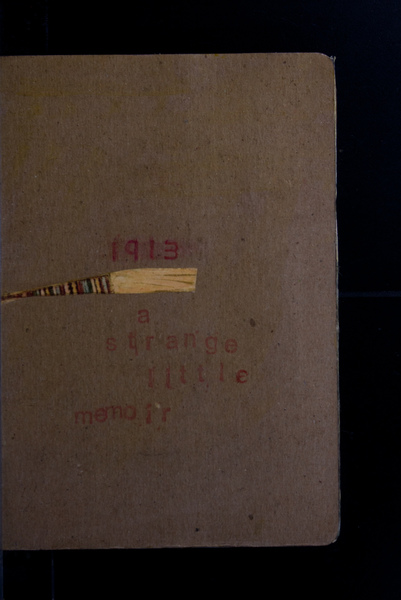 1913
a
strange
little
memoir